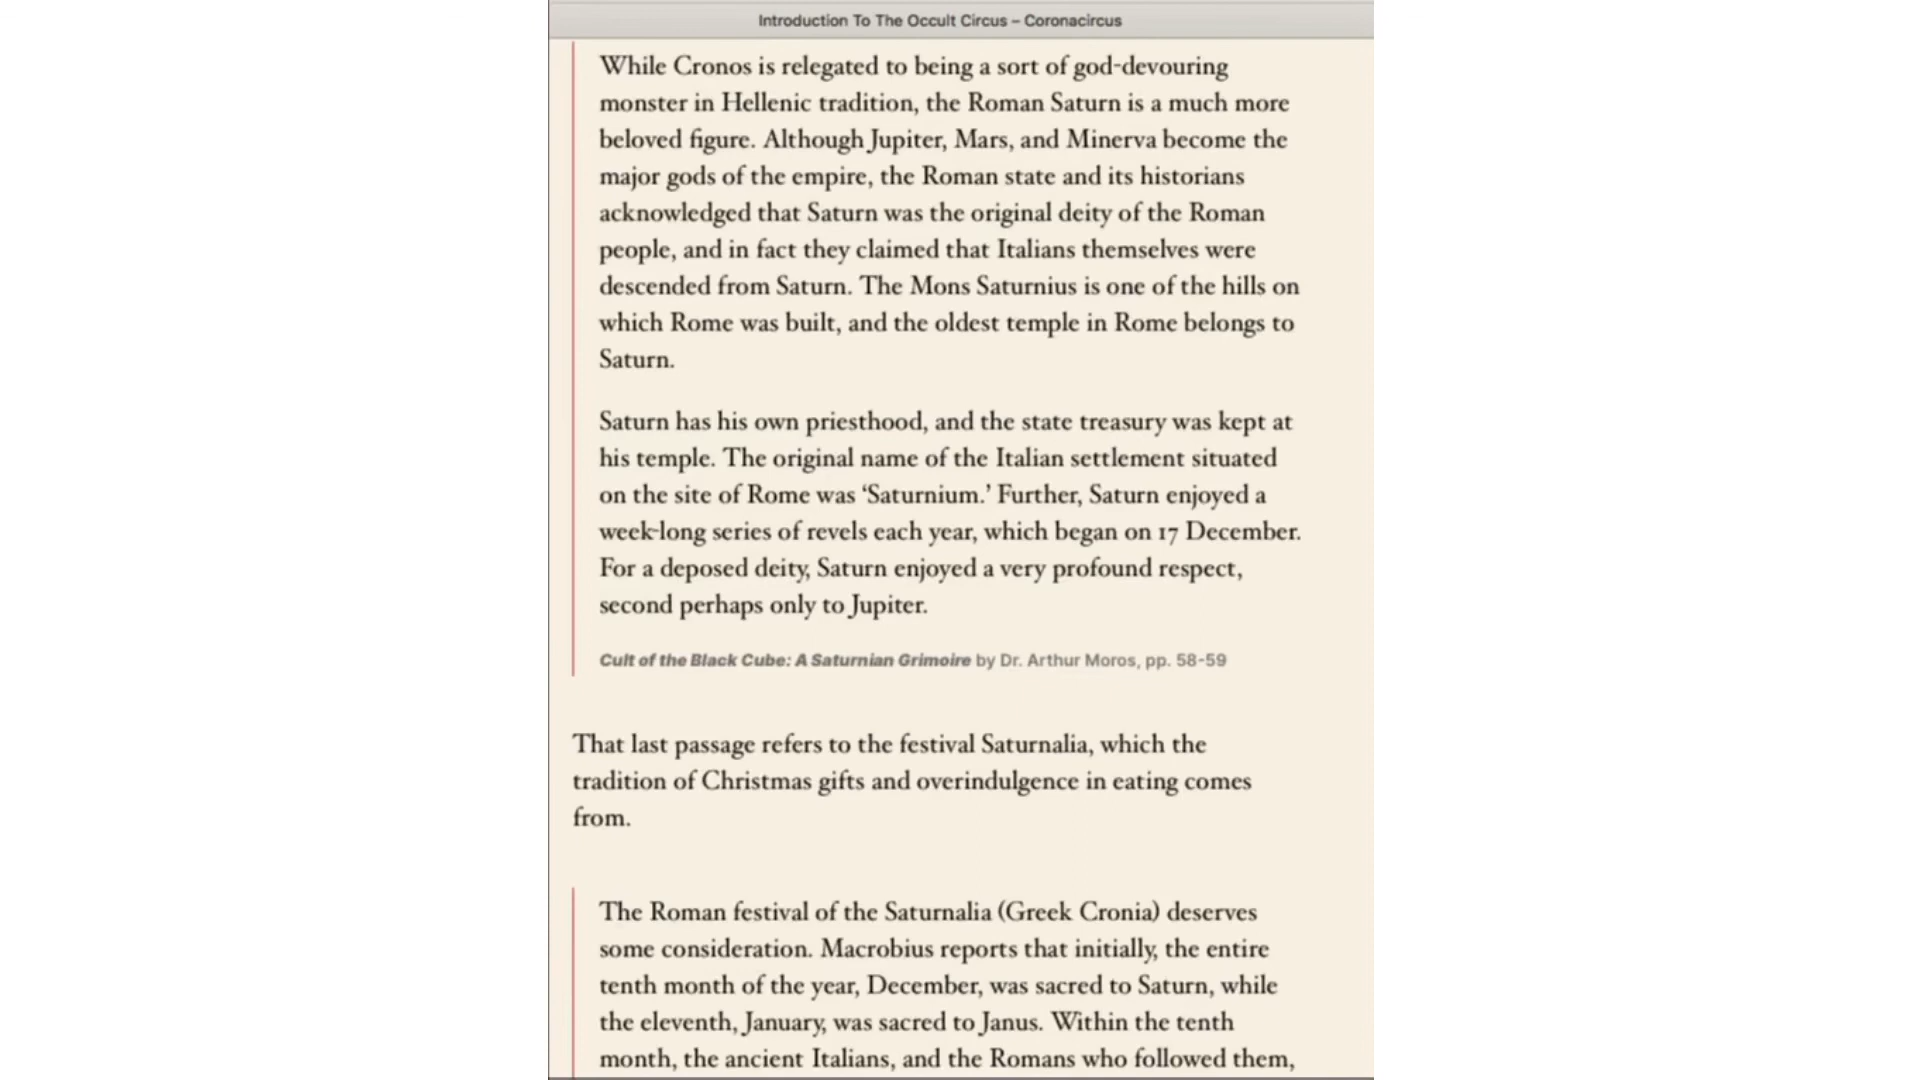 Introduction To The Occult Circus – Coronacircus
While Cronos is relegated to being a sort of god-devouring
monster in Hellenic tradition, the Roman Saturn is a much more
beloved figure. Although Jupiter, Mars, and Minerva become the
major gods of the empire, the Roman state and its historians
acknowledged that Saturn was the original deity of the Roman
people, and in fact they claimed that Italians themselves were
descended from Saturn. The Mons Saturnius is one of the hills on
which Rome was built, and the oldest temple in Rome belongs to
Saturn.
Saturn has his own priesthood, and the state treasury was kept at
his temple. The original name of the Italian settlement situated
on the site of Rome was ‘Saturnium.’ Further, Saturn enjoyed a
week-long series of revels each year, which began on 17 December.
For a deposed deity, Saturn enjoyed a very profound respect,
second perhaps only to Jupiter.
Cult of the Black Cube: A Saturnian Grimoire by Dr. Arthur Moros, pp. 58-59
That last passage refers to the festival Saturnalia, which the
tradition of Christmas gifts and overindulgence in eating comes
from.
The Roman festival of the Saturnalia (Greek Cronia) deserves
some consideration. Macrobius reports that initially, the entire
tenth month of the year, December, was sacred to Saturn, while
the eleventh, January, was sacred to Janus. Within the tenth
month, the ancient Italians, and the Romans who followed them,